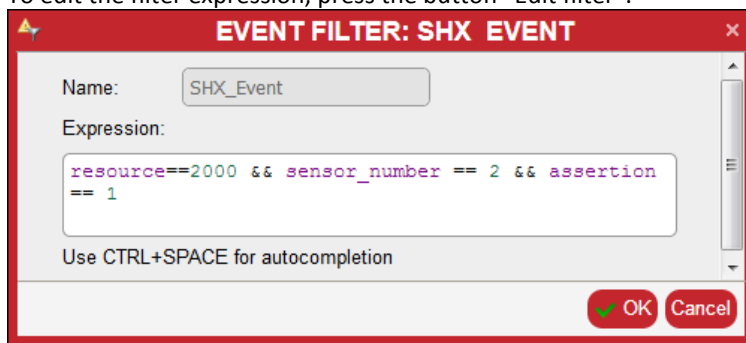 To edit the filter expression, press the button "Edit filter".
EVENT FILTER: SHX EVENT
Name:
SHX_Event
Expression:
resource==2000 && sensor_number == 2 && assertion
== 1
Use CTRL+SPACE for autocompletion
OK
Cancel